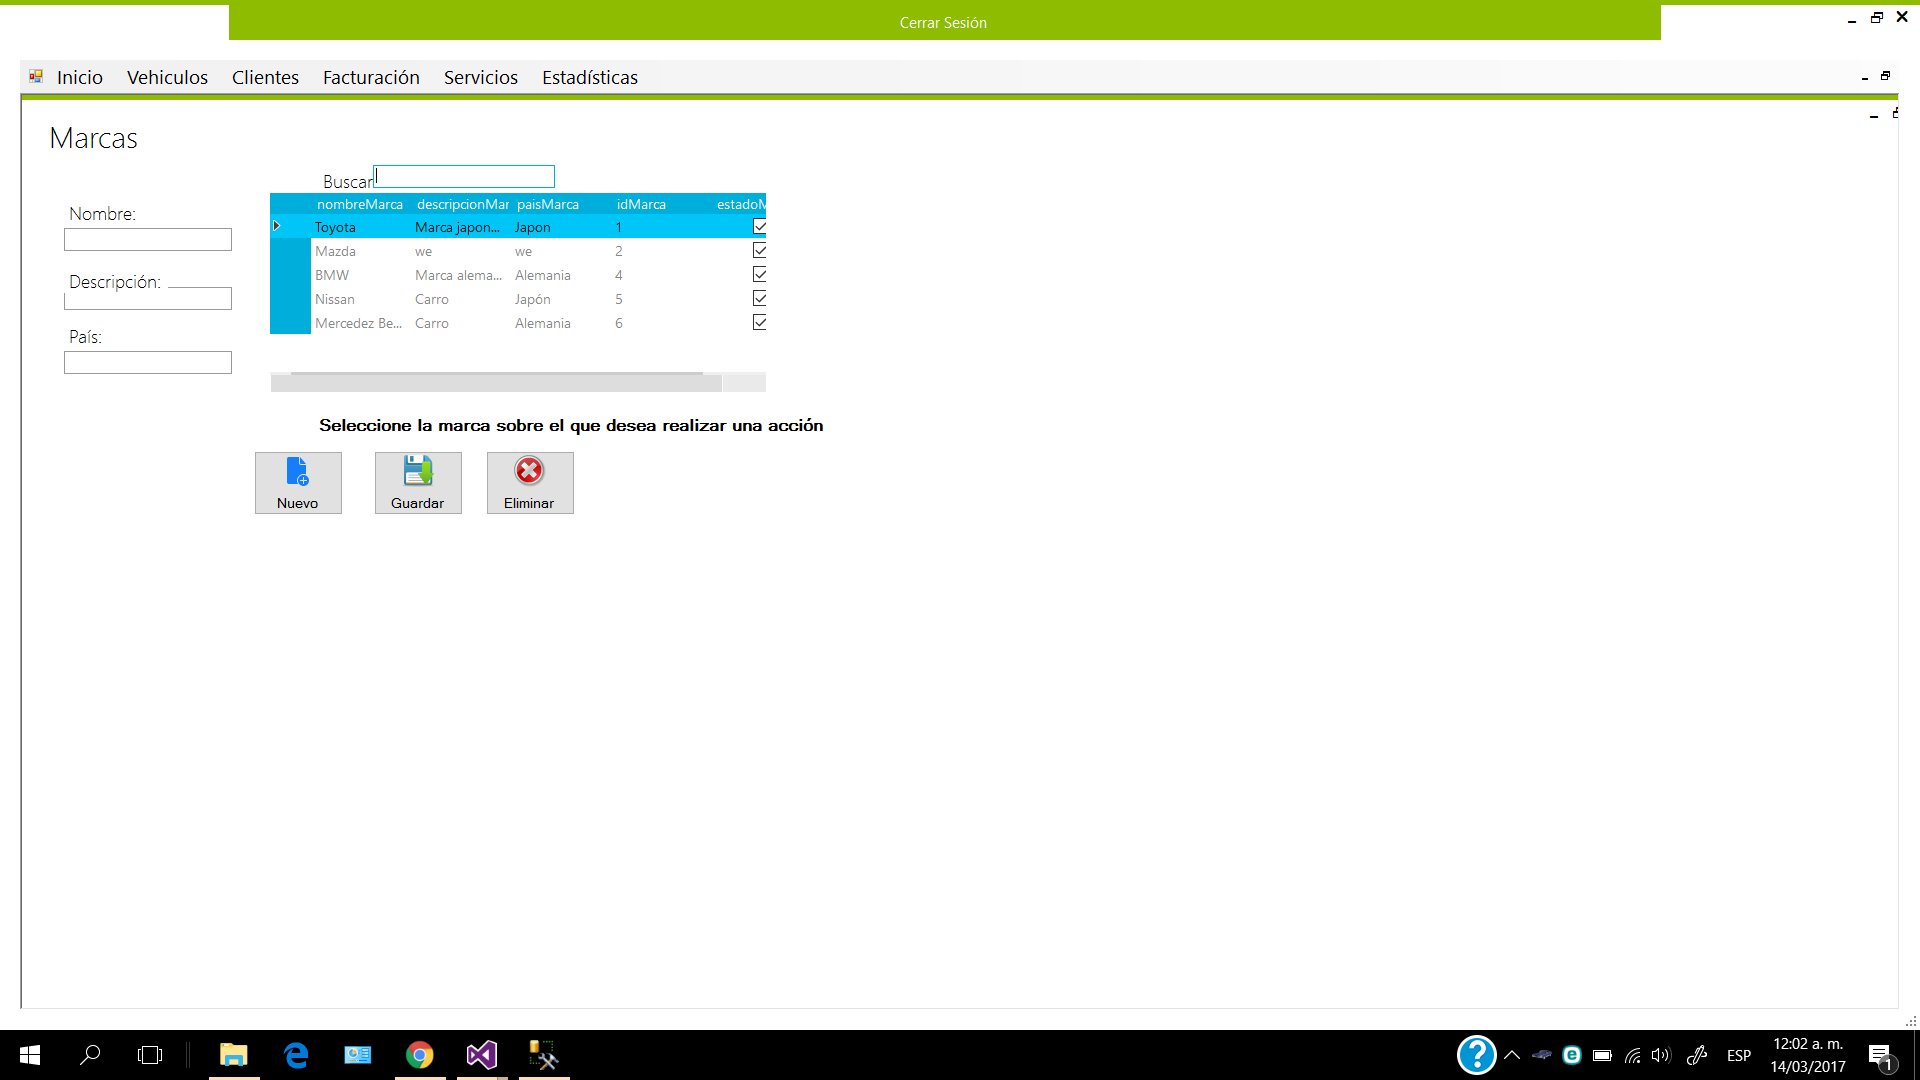 Cerrar Sesión
Inicio Vehiculos Clientes Facturación Servicios Estadísticas
Marcas
Buscar
Nombre:
Descripción:
País:
nombreMarca descripcionMar paisMarca idMarca estadoM
Toyota Marca japon... Japon 1
Mazda we we 2
BMW Marca alema... Alemania 4
Nissan Carro Japón 5
Mercedez Be... Carro Alemania 6
Seleccione la marca sobre el que desea realizar una acción
Nuevo Guardar Eliminar
ESP
12:02 a. m.
14/03/2017
1